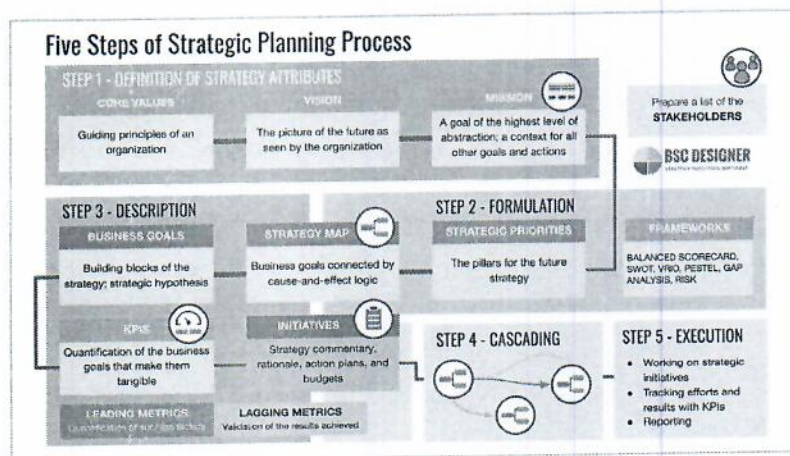 Five Steps of Strategic Planning Process
STEP 1 - DEFINITION OF STRATEGY ATTRIBUTES
CORE VALUES
Guiding principles of an
organization
VISION
The picture of the future as
seen by the organization
MISSION
A goal of the highest level of
abstraction; a context for all
other goals and actions
Prepare a list of the
STAKEHOLDERS
BSC DESIGNER
STEP 2 - FORMULATION
FRAMEWORKS
BALANCED SCORECARD,
SWOT, VRIO, PESTEL, GAP
ANALYSIS, RISK
STRATEGIC PRIORITIES
The pillars for the future
strategy
STEP 3 - DESCRIPTION
STRATEGY MAP
Business goals connected by
cause-and-effect logic
BUSINESS GOALS
Building blocks of the
strategy; strategic hypothesis
KPIS
Quantification of the business
goals that make them
tangible
INITIATIVES
Strategy commentary,
rationale, action plans, and
budgets
LEADING METRICS
Quantification of
LAGGING METRICS
Validation of the results achieved
STEP 4 - CASCADING
STEP 5 - EXECUTION
• Working on strategic
initiatives
• Tracking efforts and
results with KPIs
• Reporting